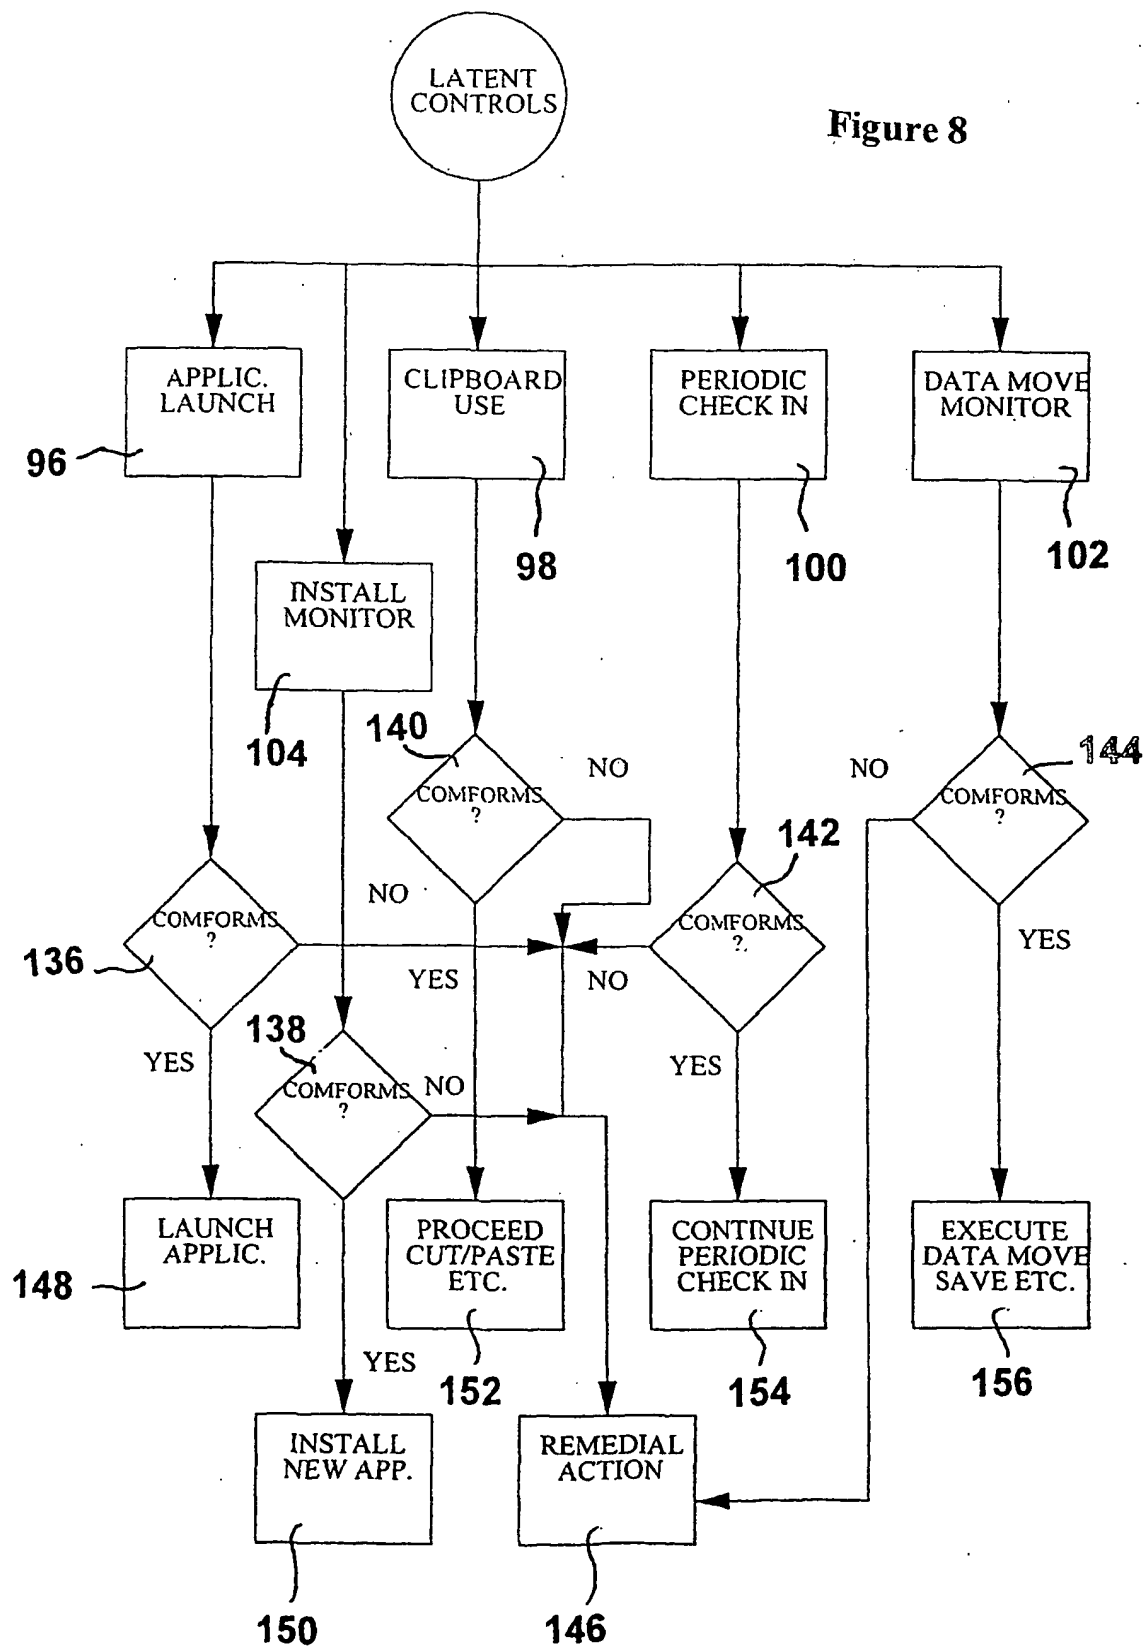 LATENT
CONTROLS
Figure 8
APPLIC.
LAUNCH
96
CLIPBOARD
USE
98
PERIODIC
CHECK IN
100
DATA MOVE
MONITOR
102
INSTALL
MONITOR
104
140
COMFORMS
?
NO
NO
144
COMFORMS
?
142
COMFORMS
?
NO
YES
136
COMFORMS
?
NO
YES
YES
138
COMFORMS
?
NO
YES
YES
LAUNCH
APPLIC.
148
PROCEED
CUT/PASTE
ETC.
152
CONTINUE
PERIODIC
CHECK IN
154
EXECUTE
DATA MOVE
SAVE ETC.
156
YES
INSTALL
NEW APP.
150
REMEDIAL
ACTION
146